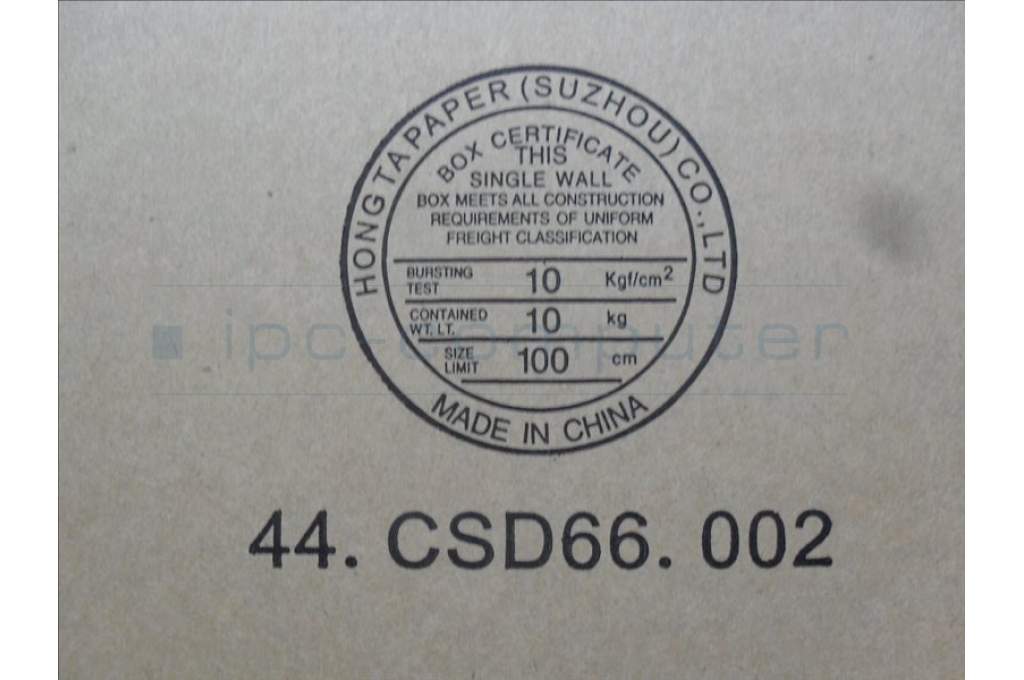 HONG TA PAPER (SUZHOU) CO.,LTD
BOX CERTIFICATE
THIS
SINGLE WALL
BOX MEETS ALL CONSTRUCTION
REQUIREMENTS OF UNIFORM
FREIGHT CLASSIFICATION
BURSTING TEST 10 Kgf/cm²
CONTAINED WT. LT. 10 kg
SIZE LIMIT 100 cm
MADE IN CHINA
ipc-computer
44. CSD66. 002